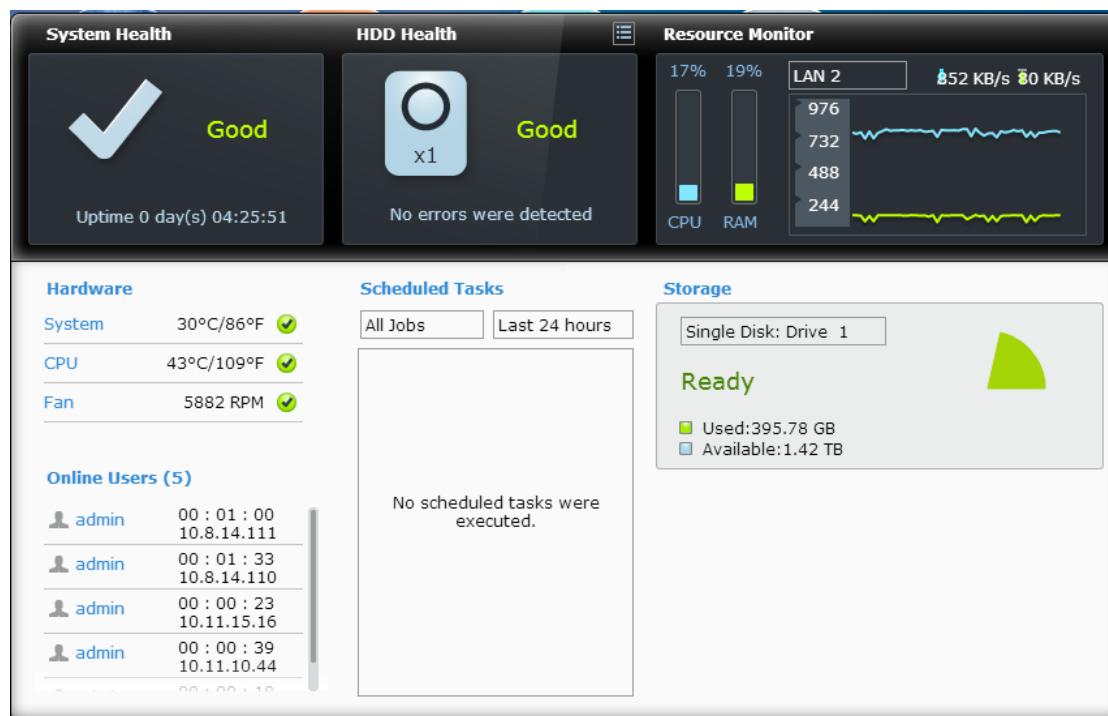 System Health
Good
Uptime 0 day(s) 04:25:51
HDD Health
x1
Good
No errors were detected
Resource Monitor
17% 19%
CPU RAM
LAN 2
852 KB/s 80 KB/s
976
732
488
244
Hardware
System 30°C/86°F
CPU 43°C/109°F
Fan 5882 RPM
Online Users (5)
admin 00 : 01 : 00
10.8.14.111
admin 00 : 01 : 33
10.8.14.110
admin 00 : 00 : 23
10.11.15.16
admin 00 : 00 : 39
10.11.10.44
Scheduled Tasks
All Jobs Last 24 hours
No scheduled tasks were
executed.
Storage
Single Disk: Drive 1
Ready
Used:395.78 GB
Available:1.42 TB